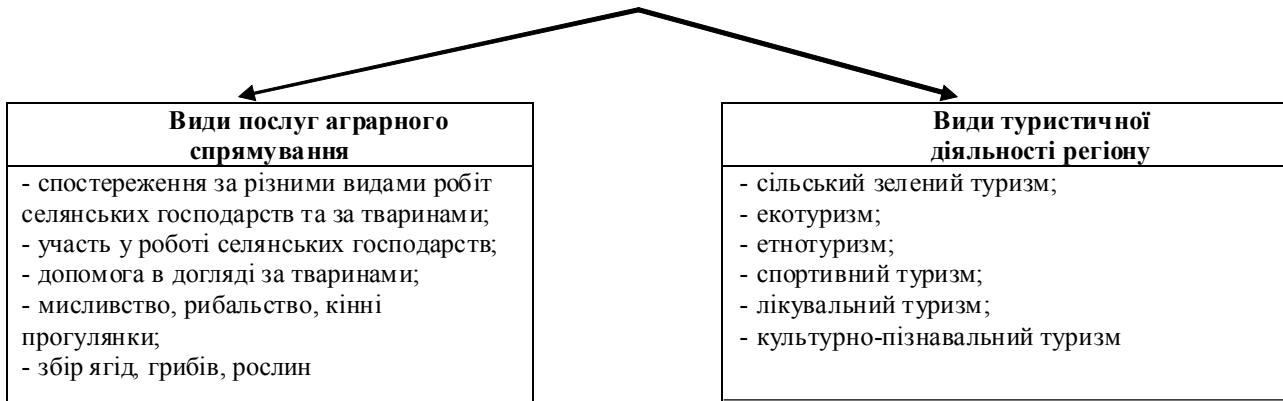 Види послуг аграрного
спрямування
- спостереження за різними видами робіт
селянських господарств та за тваринами;
- участь у роботі селянських господарств;
- допомога в догляді за тваринами;
- мисливство, рибальство, кінні
прогулянки;
- збір ягід, грибів, рослин
Види туристичної
діяльності регіону
- сільський зелений туризм;
- екотуризм;
- етнотуризм;
- спортивний туризм;
- лікувальний туризм;
- культурно-пізнавальний туризм